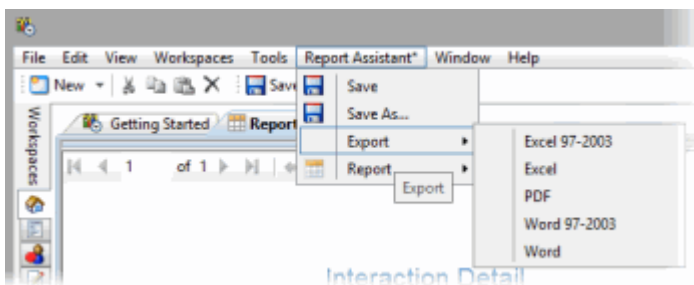 File Edit View Workspaces Tools Report Assistant* Window Help
New Save
Save As...
Workspaces
Getting Started Report
Export
1 of 1
Report
Export
Excel 97-2003
Excel
PDF
Word 97-2003
Word
Interaction Detail